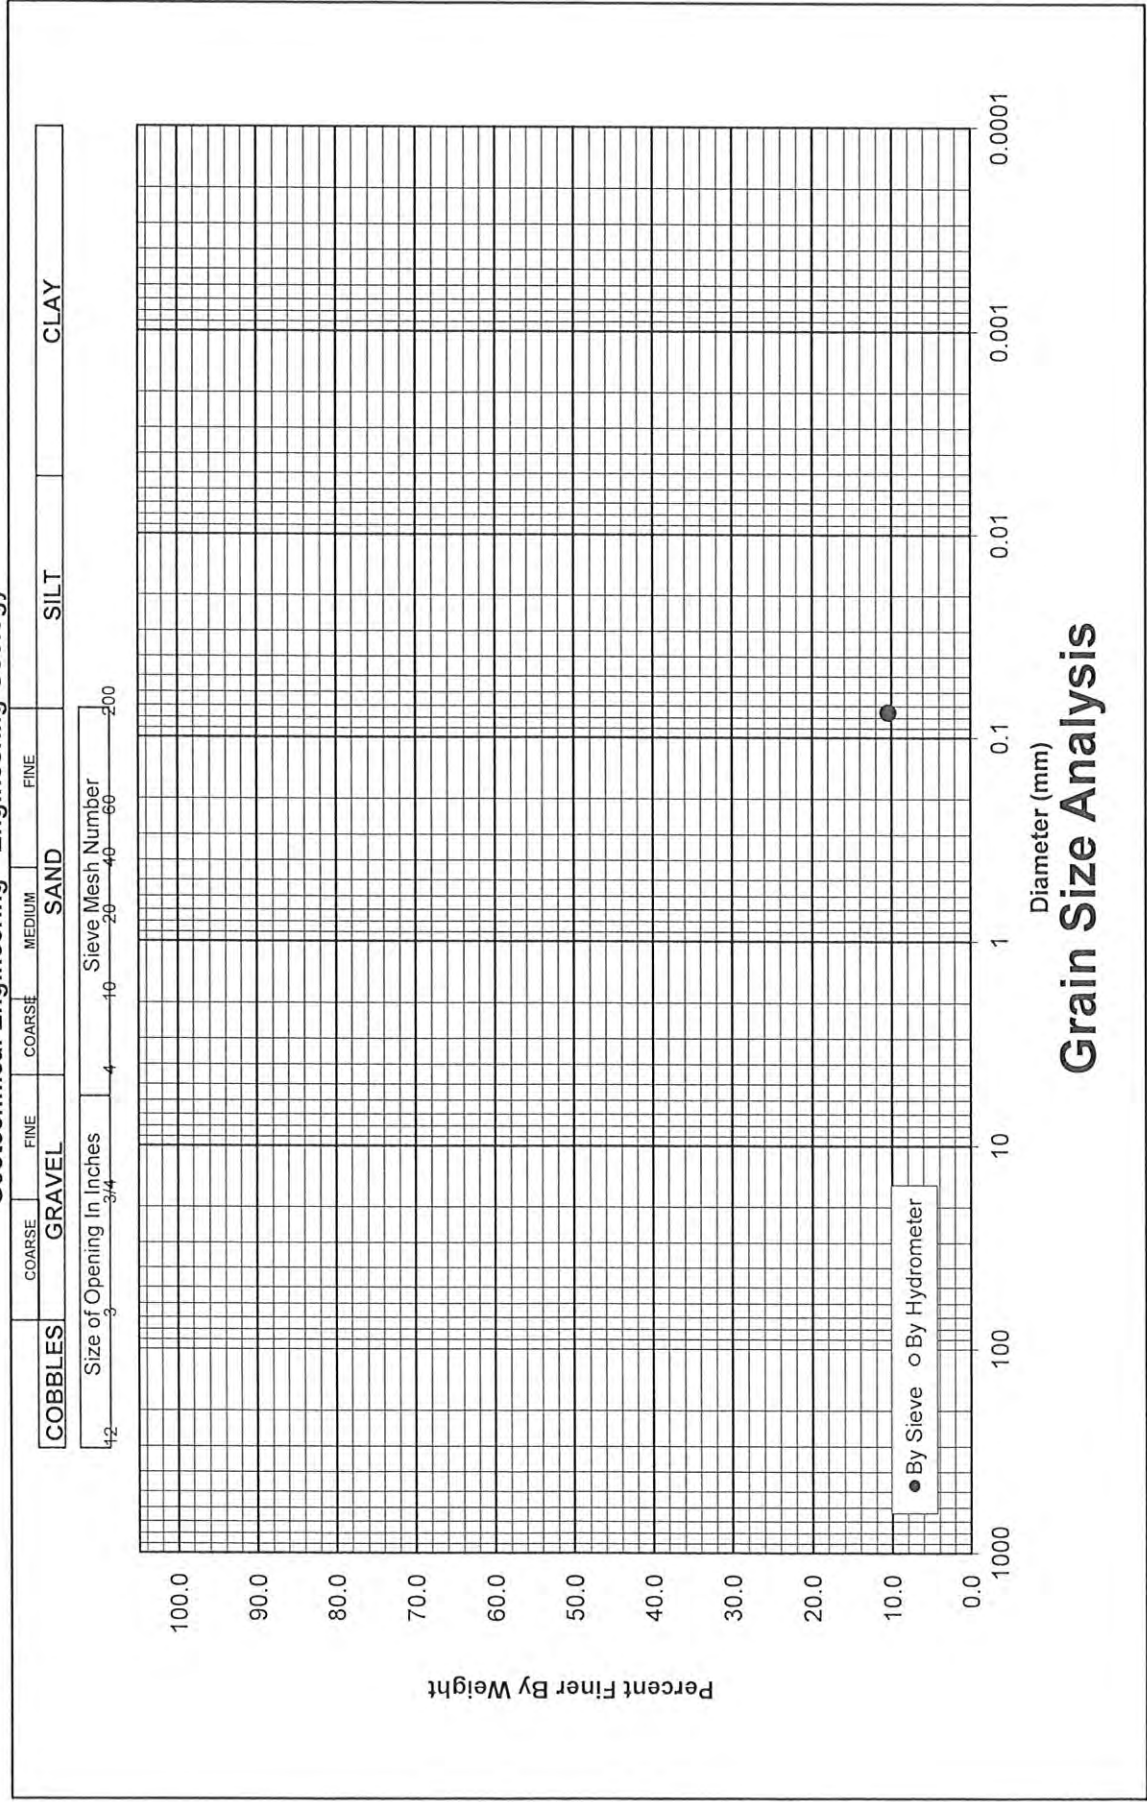 COARSE FINE COARSE MEDIUM FINE
COBBLES GRAVEL SAND SILT CLAY
Size of Opening In Inches Sieve Mesh Number
12 3 3/4 4 10 20 40 60 200
Percent Finer By Weight
100.0
90.0
80.0
70.0
60.0
50.0
40.0
30.0
20.0
10.0
0.0
By Sieve By Hydrometer
1000 100 10 1 0.1 0.01 0.001 0.0001
Diameter (mm)
Grain Size Analysis